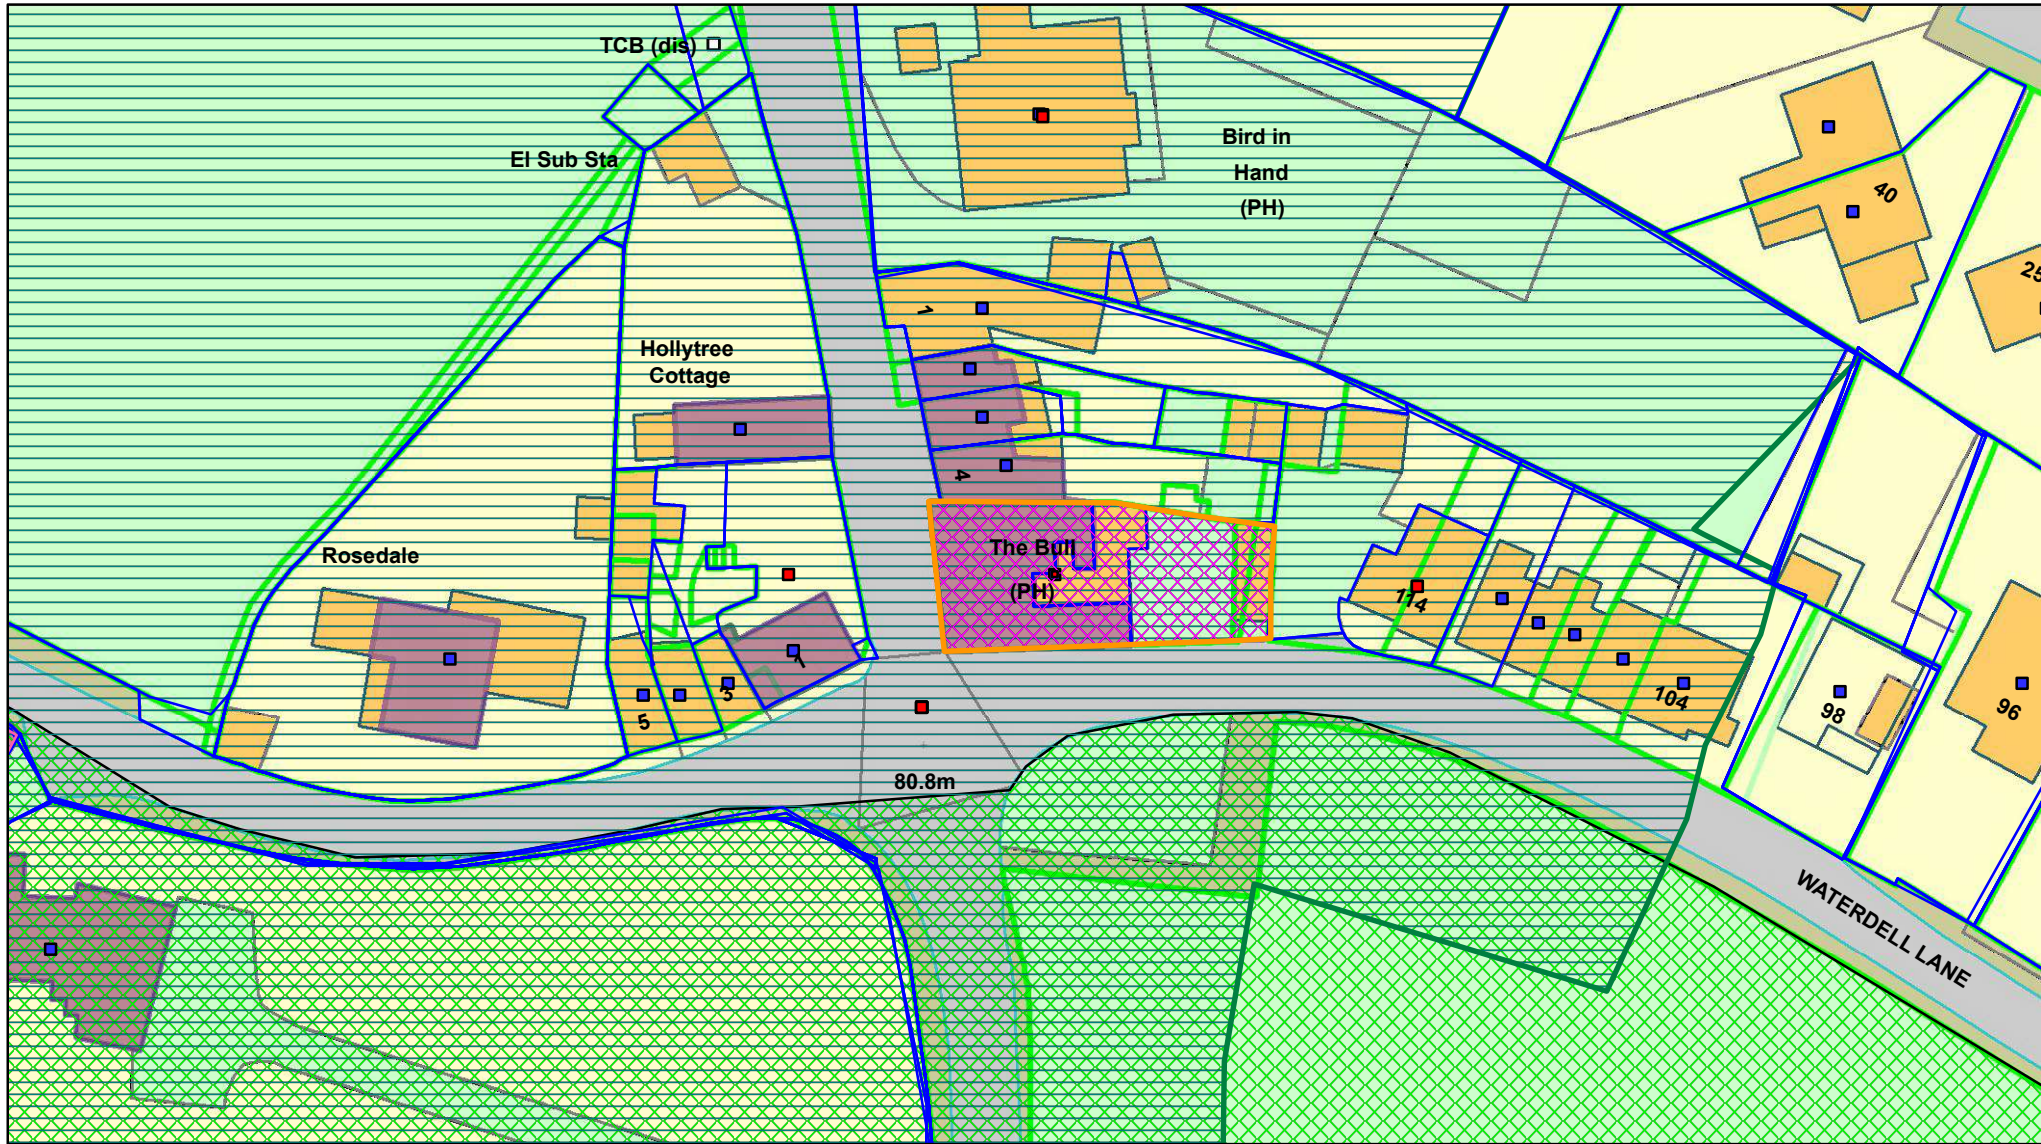 TCB (dis)
El Sub Sta
Bird in
Hand
(PH)
40
25
1
Hollytree
Cottage
4
Rosedale
The Bull
(PH)
114
104
1
3
5
98
96
80.8m
WATERDELL LANE